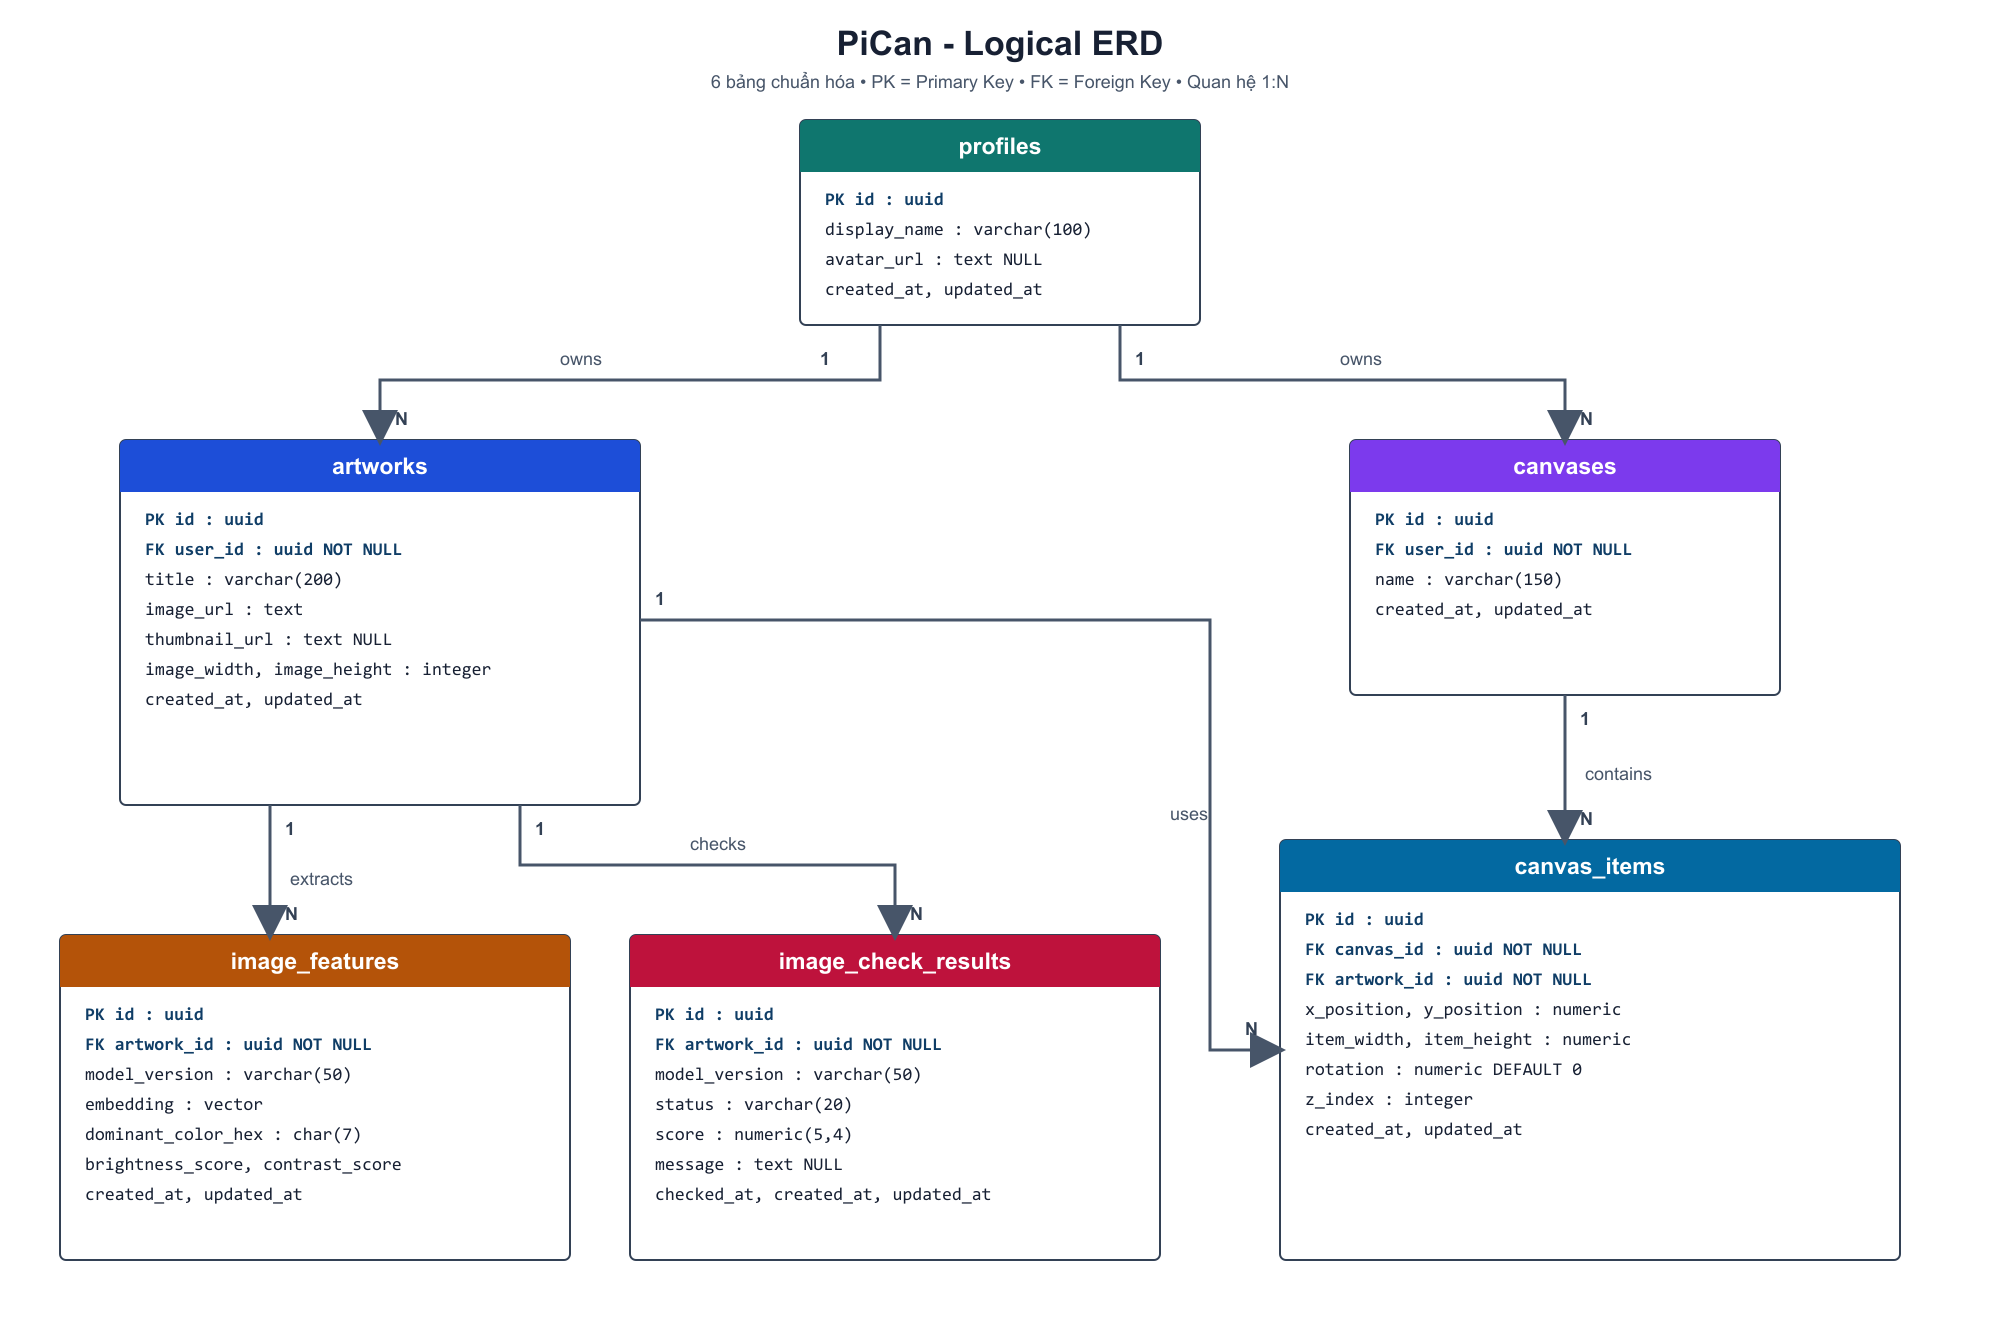 PiCan - Logical ERD
6 bảng chuẩn hóa • PK = Primary Key • FK = Foreign Key • Quan hệ 1:N
profiles
PK id : uuid
display_name : varchar(100)
avatar_url : text NULL
created_at, updated_at
owns
1
N
1
owns
N
artworks
PK id : uuid
FK user_id : uuid NOT NULL
title : varchar(200)
image_url : text
thumbnail_url : text NULL
image_width, image_height : integer
created_at, updated_at
canvases
PK id : uuid
FK user_id : uuid NOT NULL
name : varchar(150)
created_at, updated_at
1
uses
N
1
contains
N
1
extracts
N
1
checks
N
image_features
PK id : uuid
FK artwork_id : uuid NOT NULL
model_version : varchar(50)
embedding : vector
dominant_color_hex : char(7)
brightness_score, contrast_score
created_at, updated_at
image_check_results
PK id : uuid
FK artwork_id : uuid NOT NULL
model_version : varchar(50)
status : varchar(20)
score : numeric(5,4)
message : text NULL
checked_at, created_at, updated_at
canvas_items
PK id : uuid
FK canvas_id : uuid NOT NULL
FK artwork_id : uuid NOT NULL
x_position, y_position : numeric
item_width, item_height : numeric
rotation : numeric DEFAULT 0
z_index : integer
created_at, updated_at